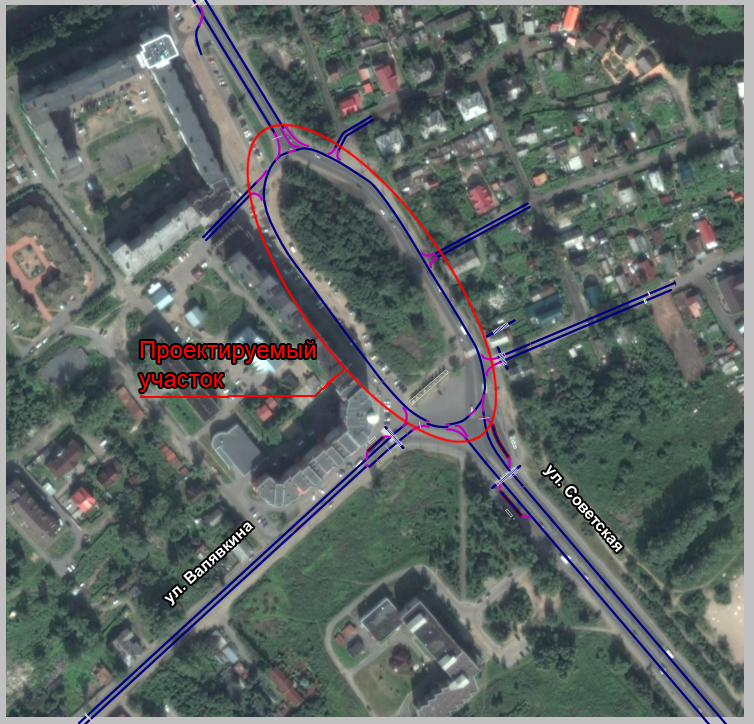 Проектируемый
участок
ул. Советская
ул. Валявкина